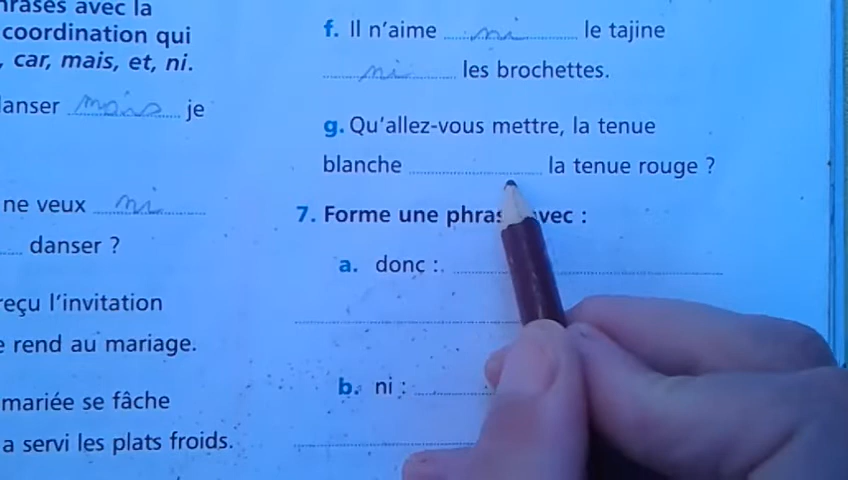 phrases avec la
coordination qui
, car, mais, et, ni.
danser mais je
ne veux ni
danser ?
reçu l'invitation
e rend au mariage.
mariée se fâche
a servi les plats froids.
f. Il n'aime ni le tajine
ni les brochettes.
g. Qu'allez-vous mettre, la tenue
blanche la tenue rouge ?
7. Forme une phrase avec :
a. donc :
b. ni :